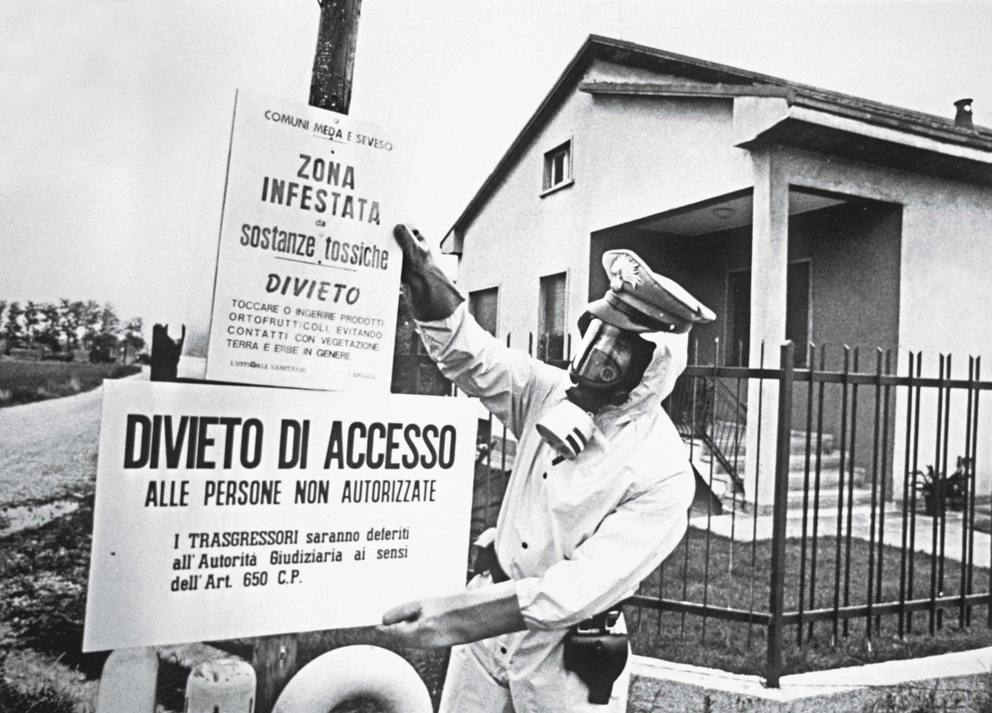 COMUNI MEDA E SEVESO
ZONA
INFESTATA
da
sostanze tossiche
DIVIETO
TOCCARE O INGERIRE PRODOTTI
ORTOFRUTTICOLI, EVITANDO
CONTATTI CON VEGETAZIONE,
TERRA E ERBE IN GENERE.
L'UFFICIALE SANITARIO
DIVIETO DI ACCESSO
ALLE PERSONE NON AUTORIZZATE
I TRASGRESSORI saranno deferiti
all'Autorità Giudiziaria ai sensi
dell'Art. 650 C.P.